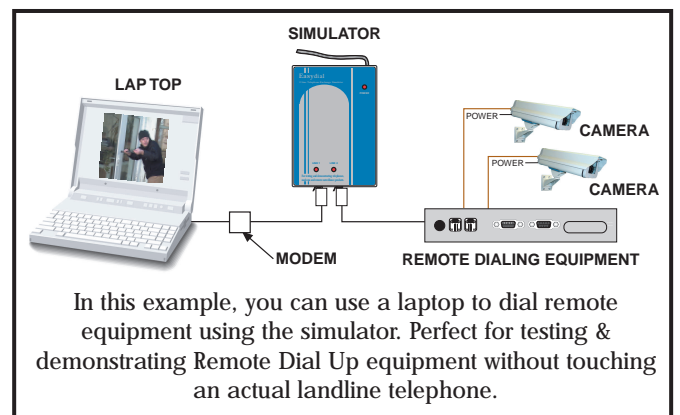 SIMULATOR
LAP TOP
Easydial
POWER
CAMERA
POWER
CAMERA
MODEM
REMOTE DIALING EQUIPMENT
In this example, you can use a laptop to dial remote
equipment using the simulator. Perfect for testing &
demonstrating Remote Dial Up equipment without touching
an actual landline telephone.